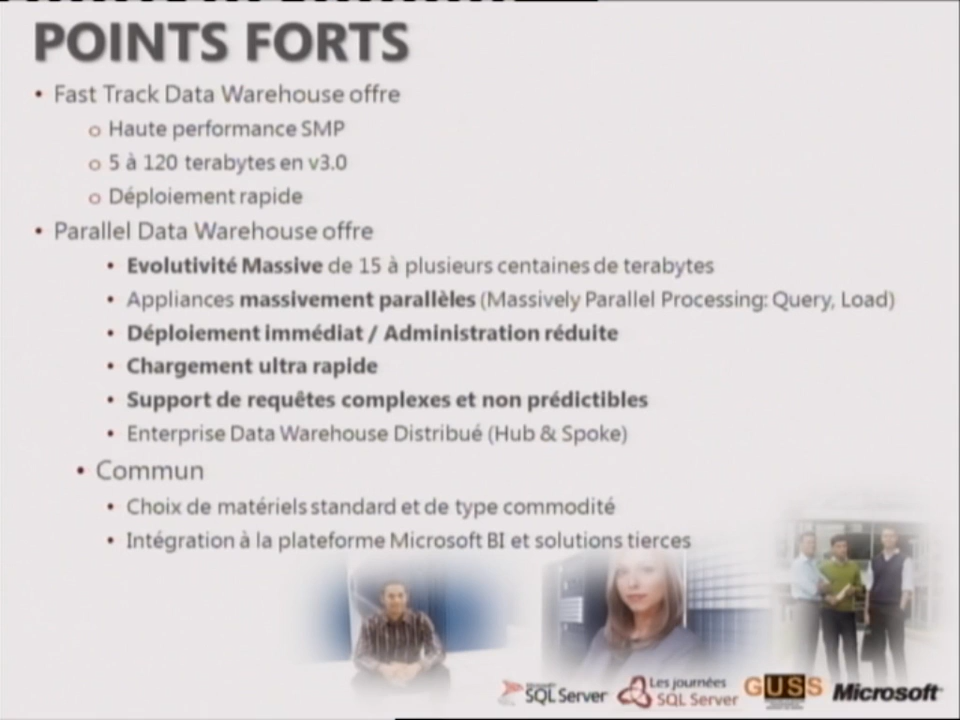 POINTS FORTS
• Fast Track Data Warehouse offre
o Haute performance SMP
o 5 à 120 terabytes en v3.0
o Déploiement rapide
• Parallel Data Warehouse offre
• Evolutivité Massive de 15 à plusieurs centaines de terabytes
• Appliances massivement parallèles (Massively Parallel Processing: Query, Load)
• Déploiement immédiat / Administration réduite
• Chargement ultra rapide
• Support de requêtes complexes et non prédictibles
• Enterprise Data Warehouse Distribué (Hub & Spoke)
• Commun
• Choix de matériels standard et de type commodité
• Intégration à la plateforme Microsoft BI et solutions tierces
SQL Server
Les journées
SQL Server
GUSS
Microsoft